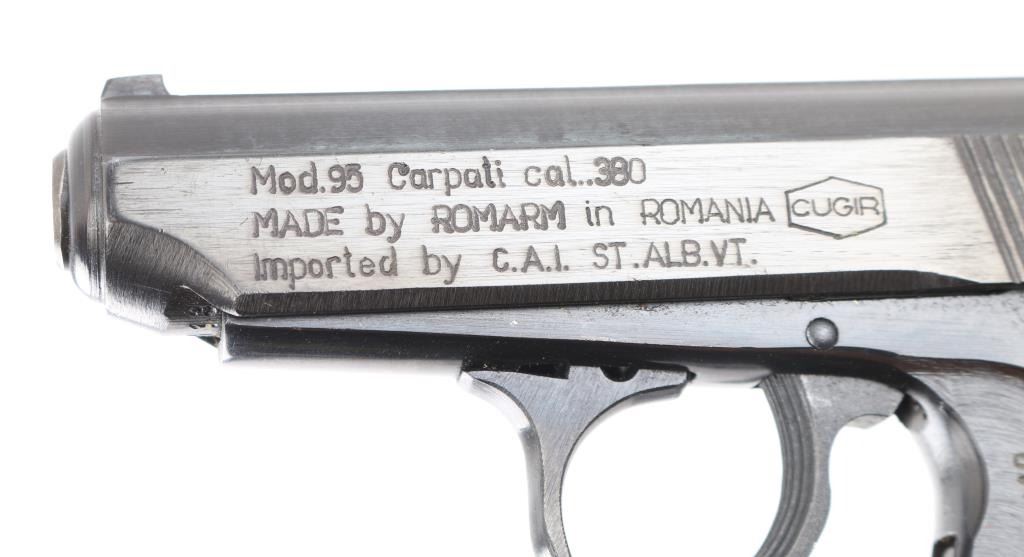 Mod.95 Carpati cal..380
MADE by ROMARM in ROMANIA CUGIR
Imported by C.A.I. ST.ALB.VT.